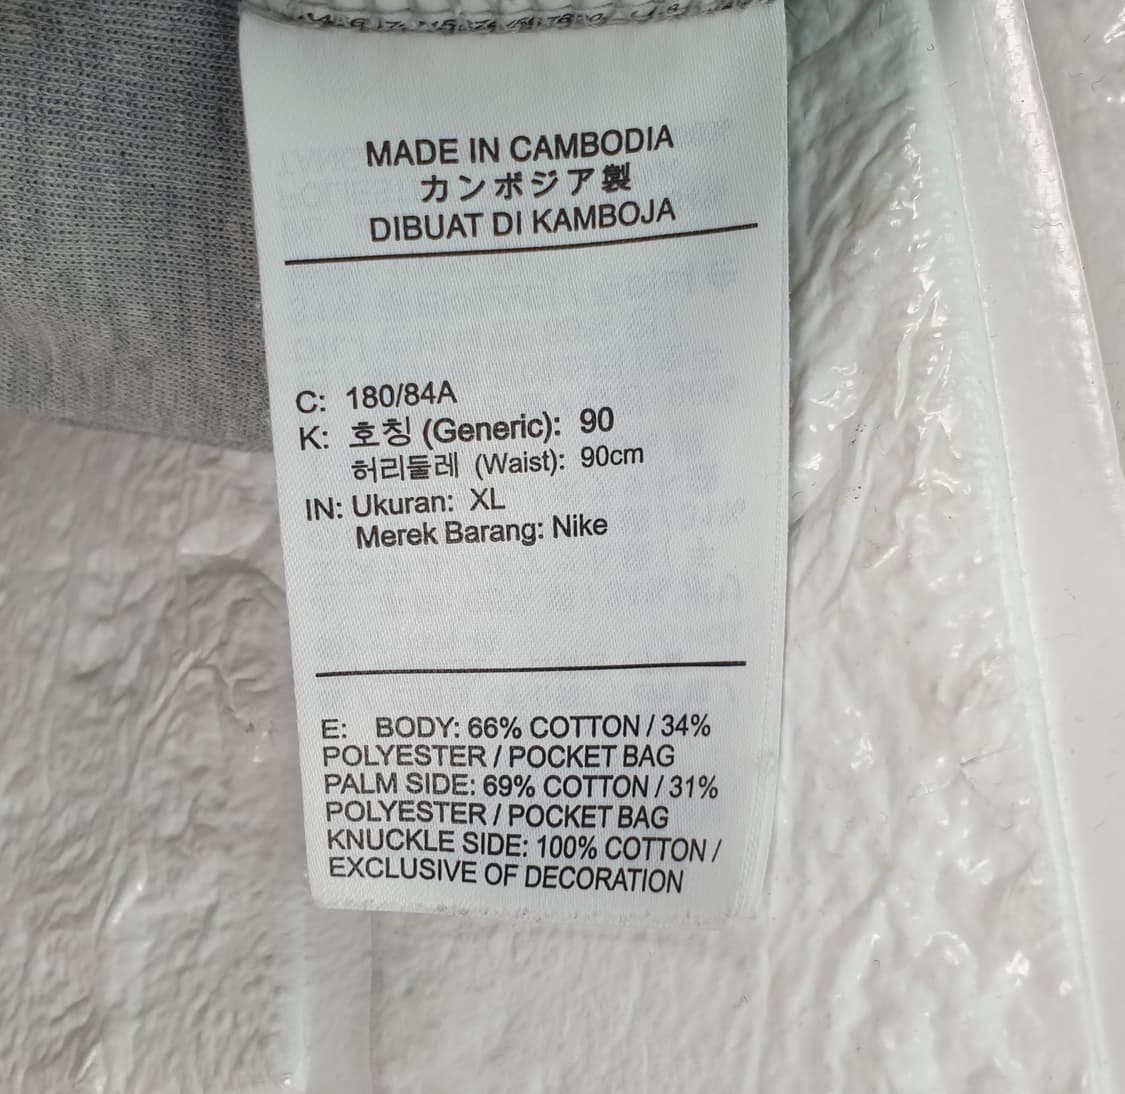 MADE IN CAMBODIA
カンボジア製
DIBUAT DI KAMBOJA
C: 180/84A
K: 호칭 (Generic): 90
허리둘레 (Waist): 90cm
IN: Ukuran: XL
Merek Barang: Nike
E: BODY: 66% COTTON / 34%
POLYESTER / POCKET BAG
PALM SIDE: 69% COTTON / 31%
POLYESTER / POCKET BAG
KNUCKLE SIDE: 100% COTTON /
EXCLUSIVE OF DECORATION